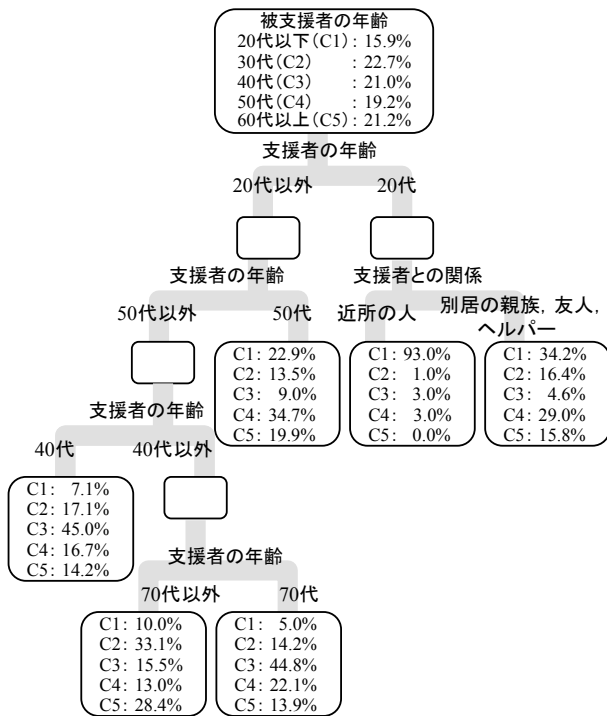 被支援者の年齢
20代以下(C1): 15.9%
30代(C2) : 22.7%
40代(C3) : 21.0%
50代(C4) : 19.2%
60代以上(C5): 21.2%
支援者の年齢
20代以外 20代
支援者の年齢 支援者との関係
50代以外 50代 近所の人 別居の親族, 友人,
ヘルパー
C1: 22.9%
C2: 13.5%
C3: 9.0%
C4: 34.7%
C5: 19.9%
C1: 93.0%
C2: 1.0%
C3: 3.0%
C4: 3.0%
C5: 0.0%
C1: 34.2%
C2: 16.4%
C3: 4.6%
C4: 29.0%
C5: 15.8%
支援者の年齢
40代 40代以外
C1: 7.1%
C2: 17.1%
C3: 45.0%
C4: 16.7%
C5: 14.2%
支援者の年齢
70代以外 70代
C1: 10.0%
C2: 33.1%
C3: 15.5%
C4: 13.0%
C5: 28.4%
C1: 5.0%
C2: 14.2%
C3: 44.8%
C4: 22.1%
C5: 13.9%